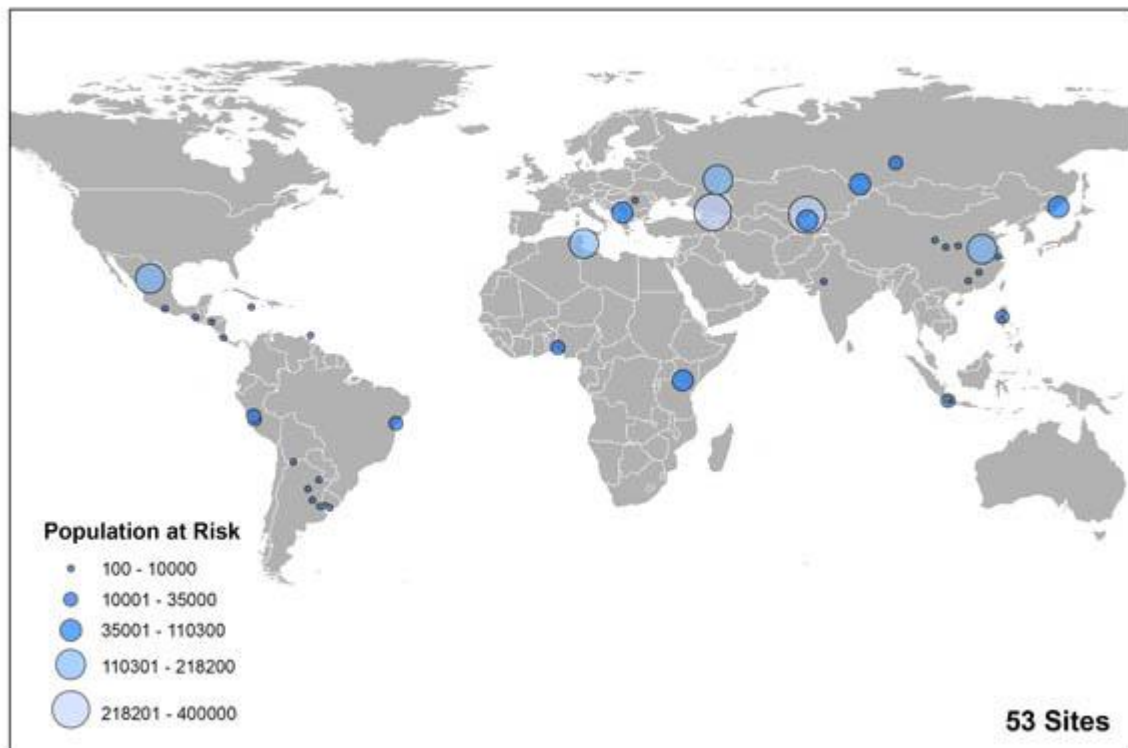 Population at Risk
100 - 10000
10001 - 35000
35001 - 110300
110301 - 218200
218201 - 400000
53 Sites